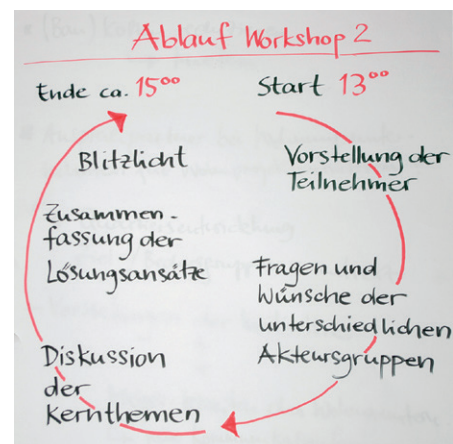 Ablauf Workshop 2
Start 13⁰⁰
Vorstellung der
Teilnehmer
Fragen und
Wünsche der
unterschiedlichen
Akteursgruppen
Diskussion
der
Kernthemen
Zusammen-
fassung der
Lösungsansätze
Blitzlicht
Ende ca. 15⁰⁰